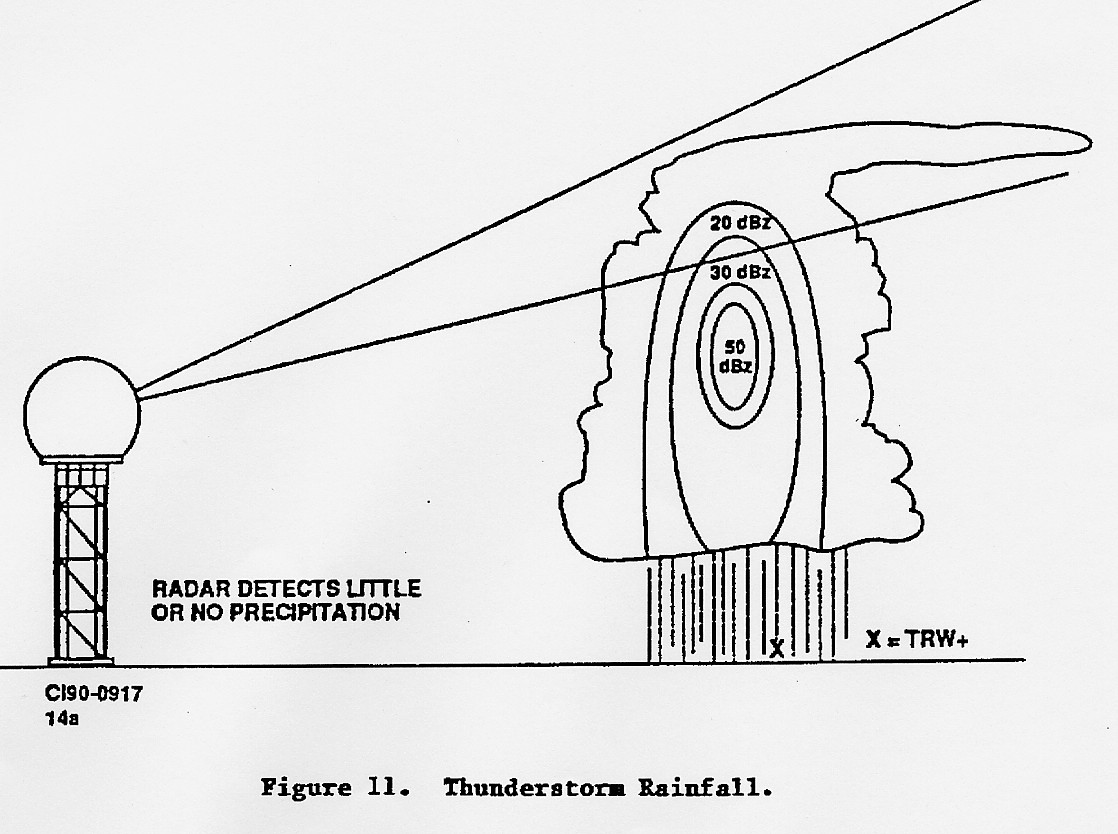 20 dBz
30 dBz
50
dBz
RADAR DETECTS LITTLE
OR NO PRECIPITATION
X
X = TRW+
CI90-0917
14a
Figure 11. Thunderstorm Rainfall.